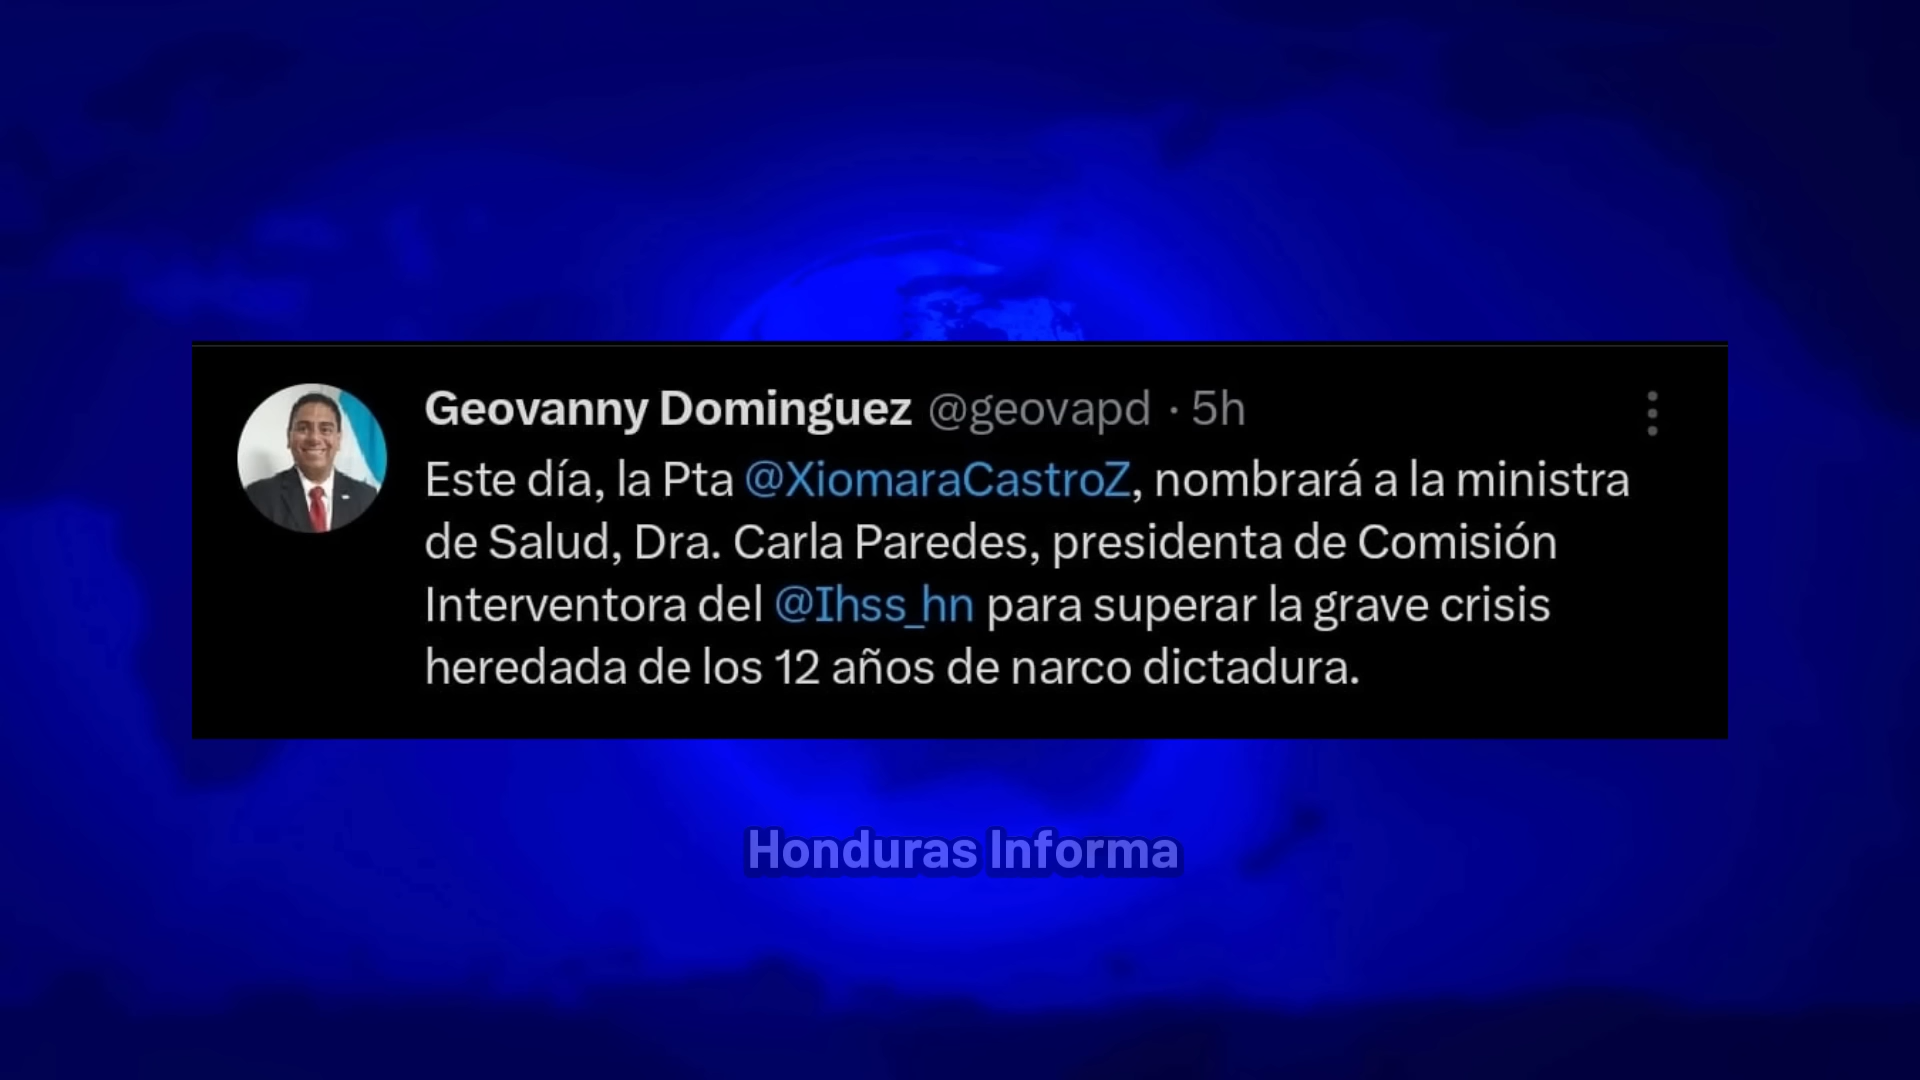 Geovanny Dominguez @geovapd · 5h
Este día, la Pta @XiomaraCastroZ, nombrará a la ministra
de Salud, Dra. Carla Paredes, presidenta de Comisión
Interventora del @Ihss_hn para superar la grave crisis
heredada de los 12 años de narco dictadura.
Honduras Informa